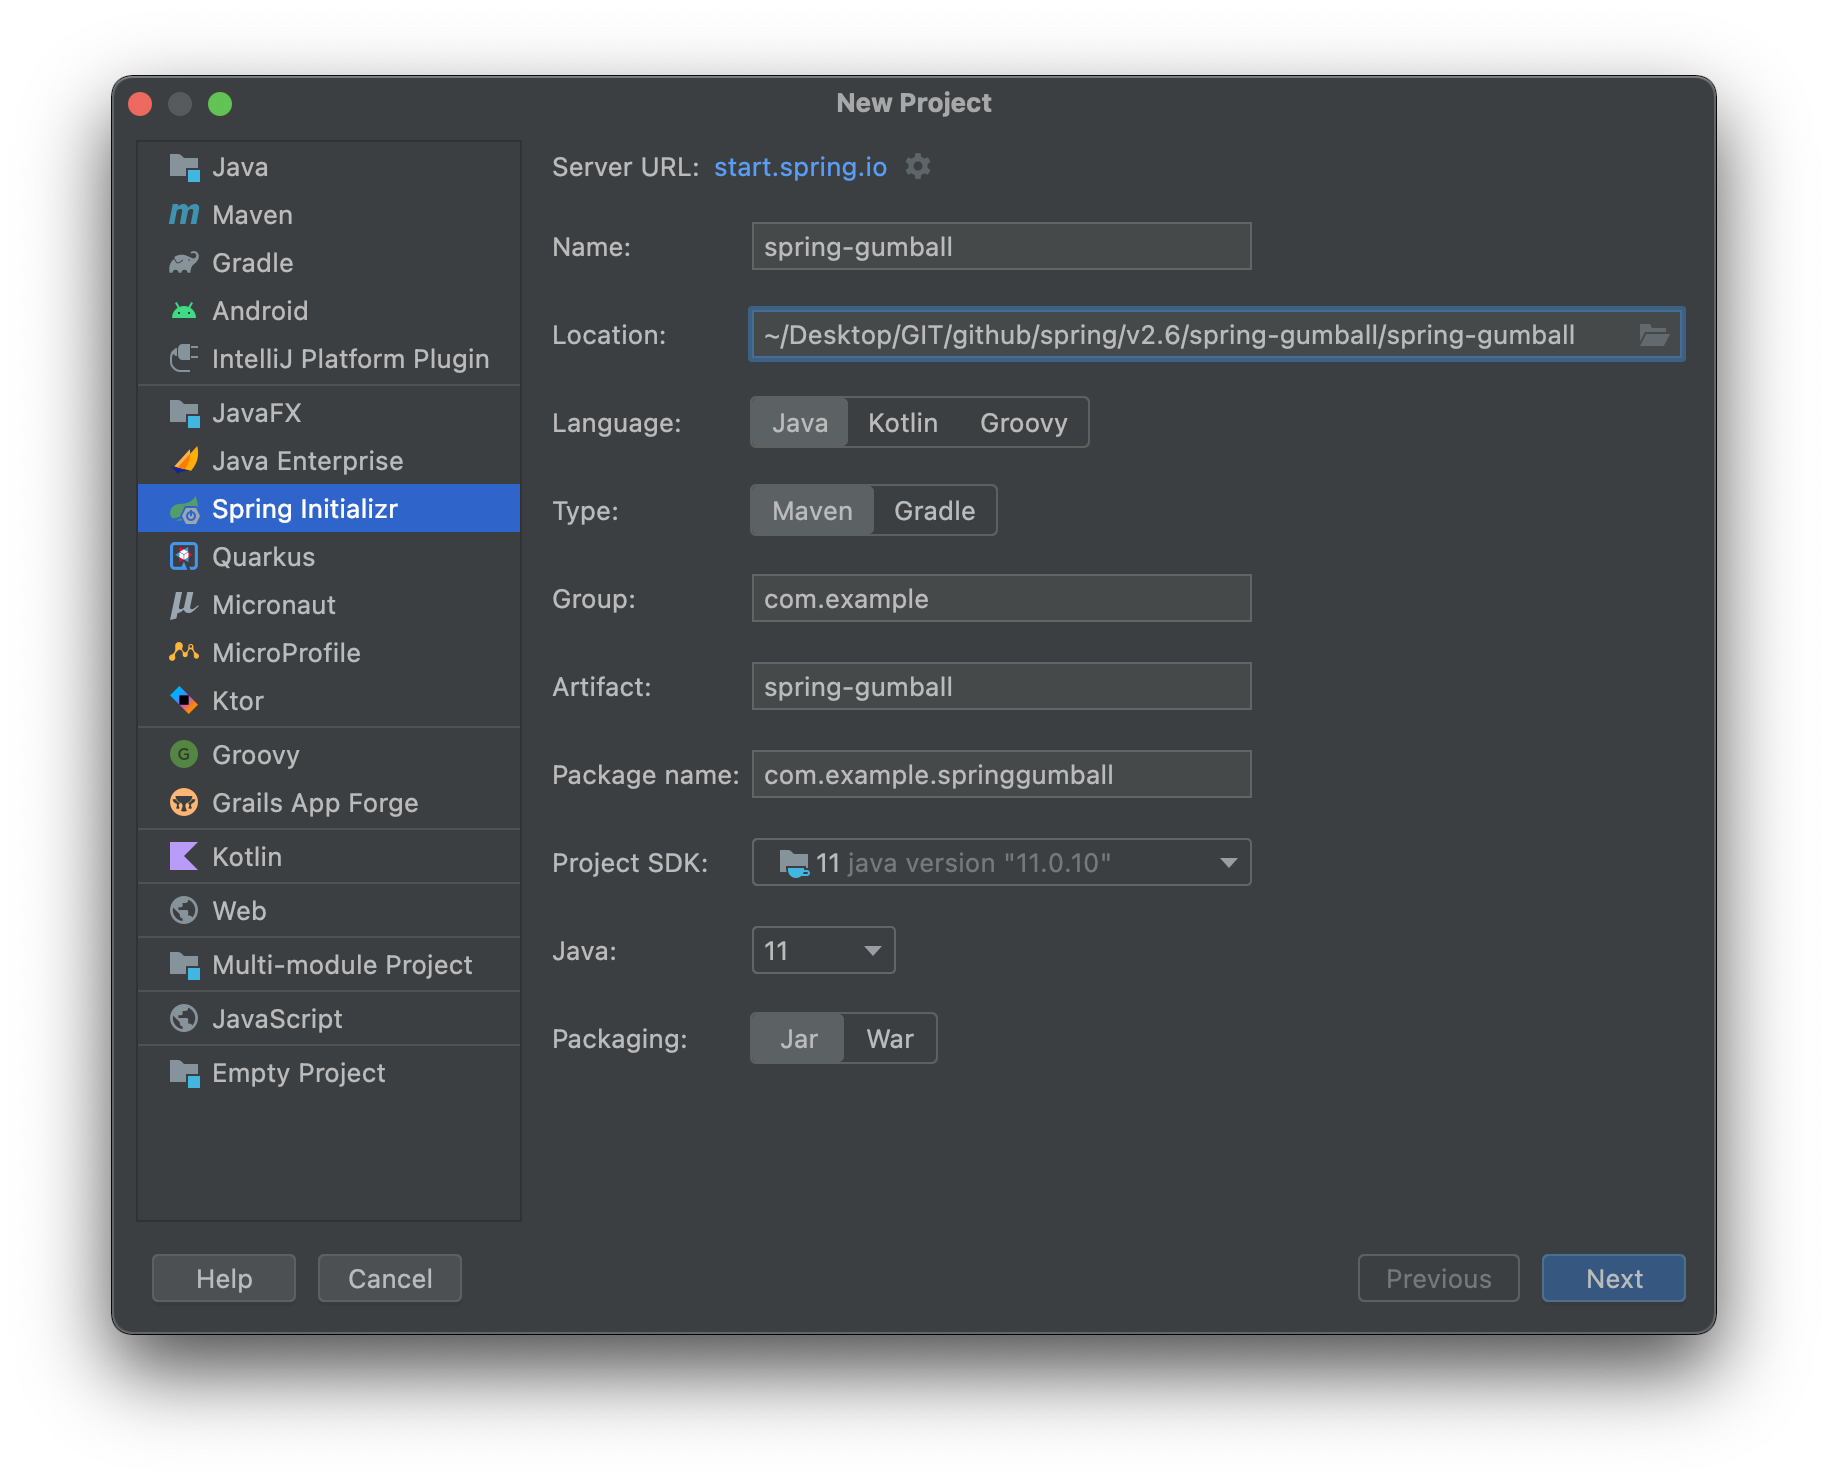 New Project
Java
Maven
Gradle
Android
IntelliJ Platform Plugin
JavaFX
Java Enterprise
Spring Initializr
Quarkus
Micronaut
MicroProfile
Ktor
Groovy
Grails App Forge
Kotlin
Web
Multi-module Project
JavaScript
Empty Project
Server URL: start.spring.io
Name: spring-gumball
Location: ~/Desktop/GIT/github/spring/v2.6/spring-gumball/spring-gumball
Language: Java Kotlin Groovy
Type: Maven Gradle
Group: com.example
Artifact: spring-gumball
Package name: com.example.springgumball
Project SDK: 11 java version "11.0.10"
Java: 11
Packaging: Jar War
Help Cancel Previous Next